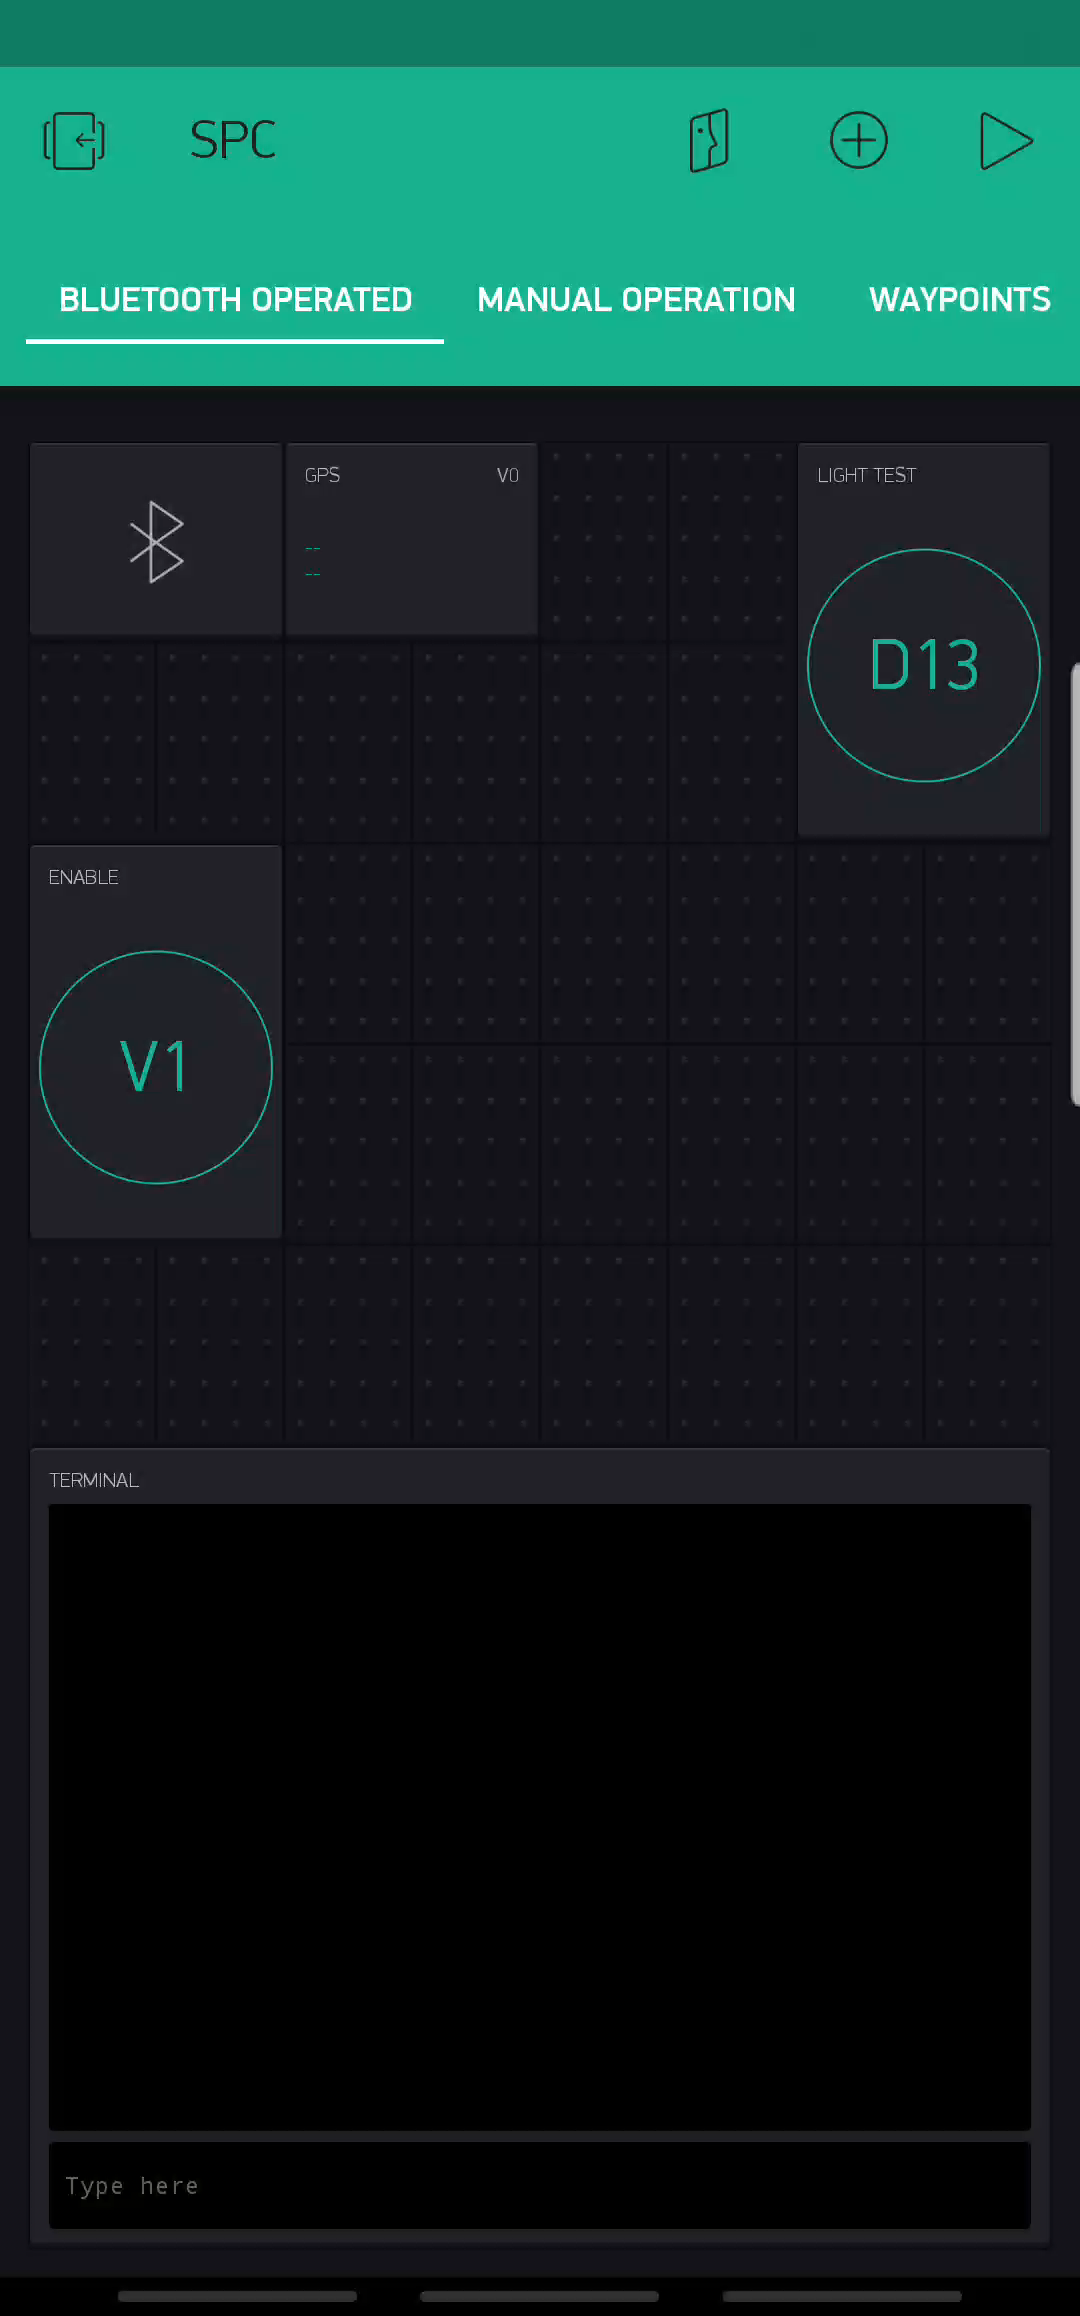 SPC
BLUETOOTH OPERATED MANUAL OPERATION WAYPOINTS
GPS V0
--
--
LIGHT TEST
D13
ENABLE
V1
TERMINAL
Type here